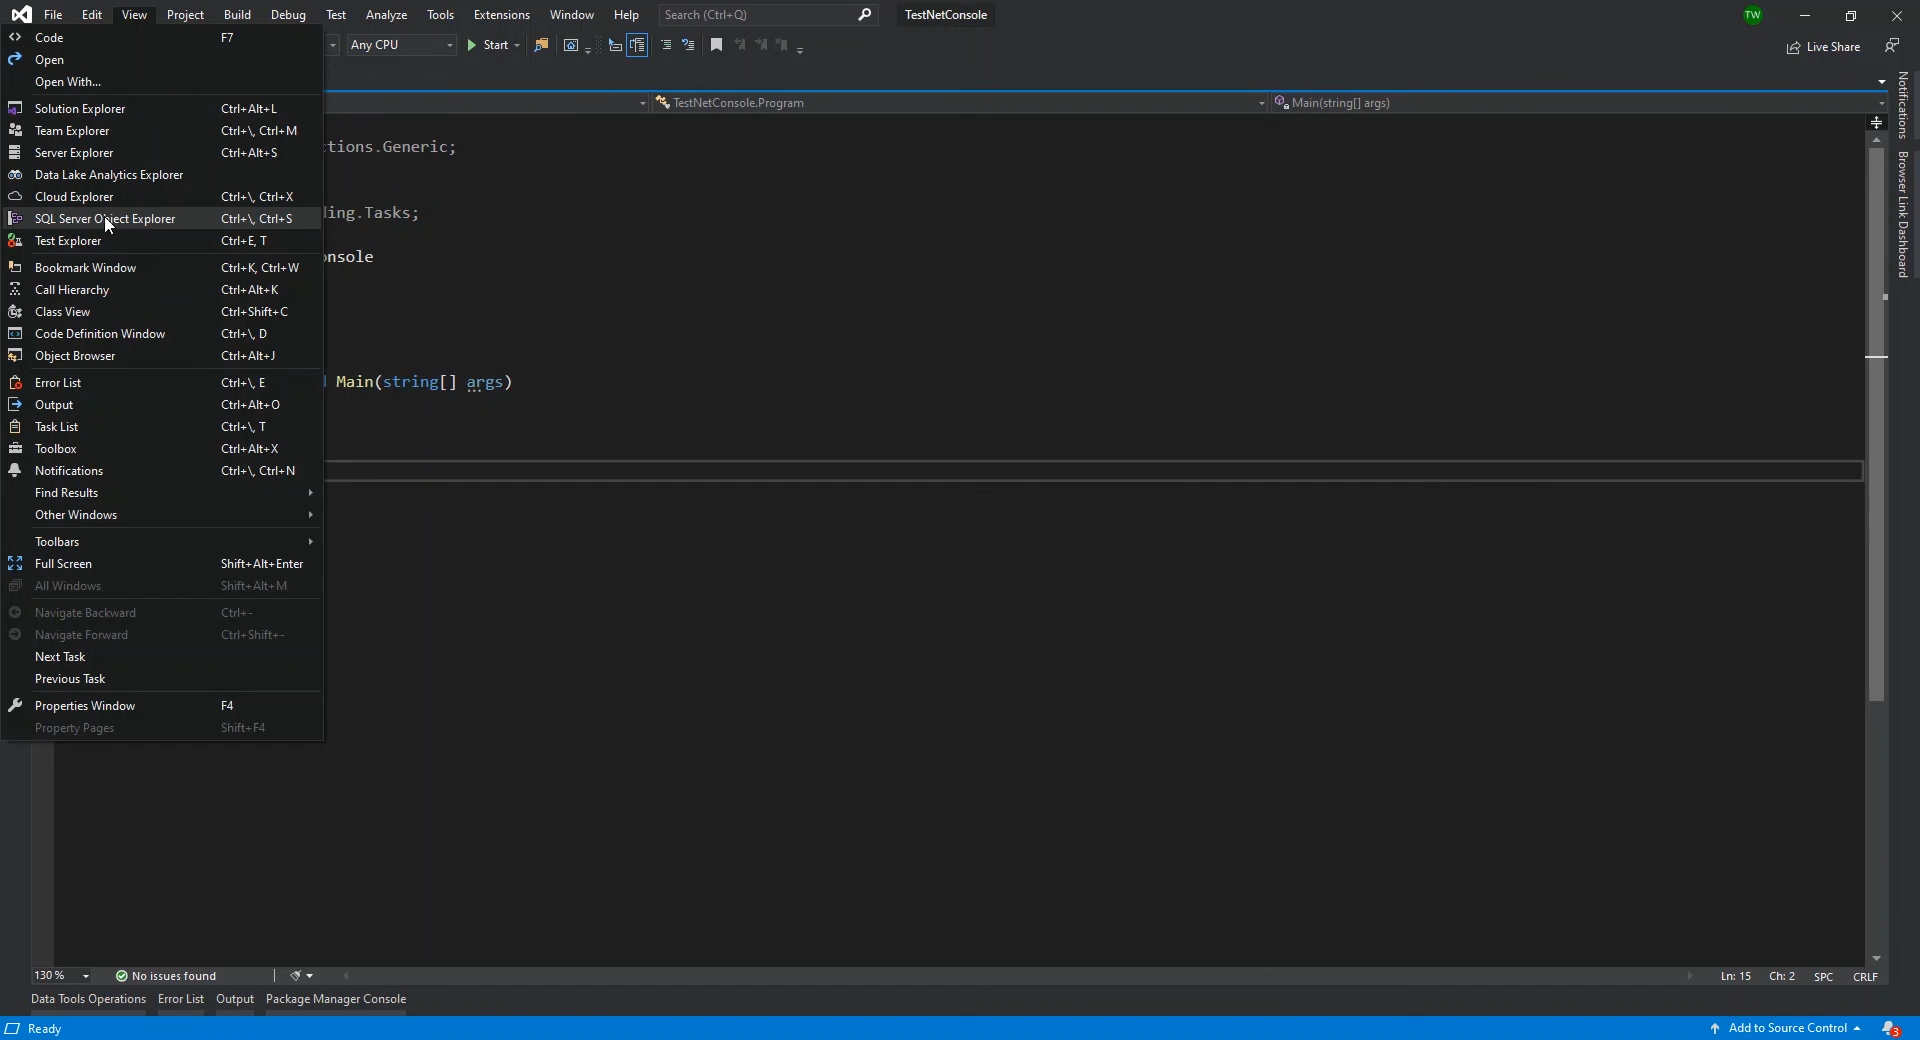 File Edit View Project Build Debug Test Analyze Tools Extensions Window Help Search (Ctrl+Q) TestNetConsole TW
Any CPU Start Live Share
Code F7
Open
Open With...
Solution Explorer Ctrl+Alt+L
Team Explorer Ctrl+\, Ctrl+M
Server Explorer Ctrl+Alt+S
Data Lake Analytics Explorer
Cloud Explorer Ctrl+\, Ctrl+X
SQL Server Object Explorer Ctrl+\, Ctrl+S
Test Explorer Ctrl+E, T
Bookmark Window Ctrl+K, Ctrl+W
Call Hierarchy Ctrl+Alt+K
Class View Ctrl+Shift+C
Code Definition Window Ctrl+\, D
Object Browser Ctrl+Alt+J
Error List Ctrl+\, E
Output Ctrl+Alt+O
Task List Ctrl+\, T
Toolbox Ctrl+Alt+X
Notifications Ctrl+\, Ctrl+N
Find Results
Other Windows
Toolbars
Full Screen Shift+Alt+Enter
All Windows Shift+Alt+M
Navigate Backward Ctrl+-
Navigate Forward Ctrl+Shift+-
Next Task
Previous Task
Properties Window F4
Property Pages Shift+F4
TestNetConsole.Program Main(string[] args)
ctions.Generic;
ding.Tasks;
onsole
Main(string[] args)
Notifications
Browser Link Dashboard
130 % No issues found Ln: 15 Ch: 2 SPC CRLF
Data Tools Operations Error List Output Package Manager Console
Ready Add to Source Control 3